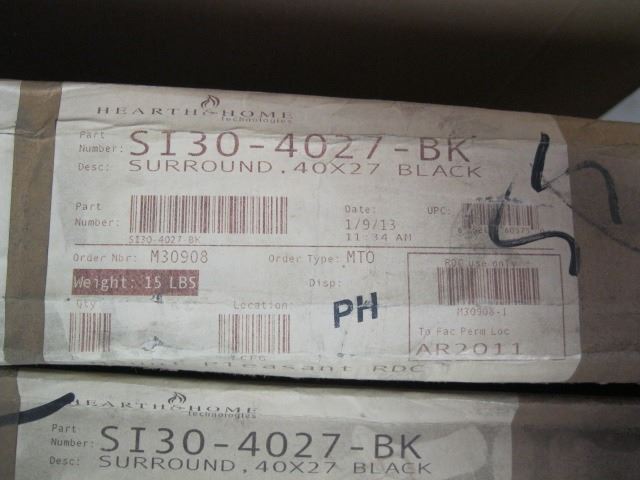 HEARTH & HOME
technologies
Part
Number: SI30-4027-BK
Desc: SURROUND, 40X27 BLACK
Part
Number:
SI30-4027-BK
Date:
1/9/13
11:34 AM
UPC:
Order Nbr: M30908
Order Type: MTO
Weight: 15 LBS
Disp:
Qty
Location:
PH
RDC use only
M30908-1
To Fac Perm Loc
AR2011
Pleasant RDC
HEARTH & HOME
technologies
Part
Number: SI30-4027-BK
Desc: SURROUND, 40X27 BLACK